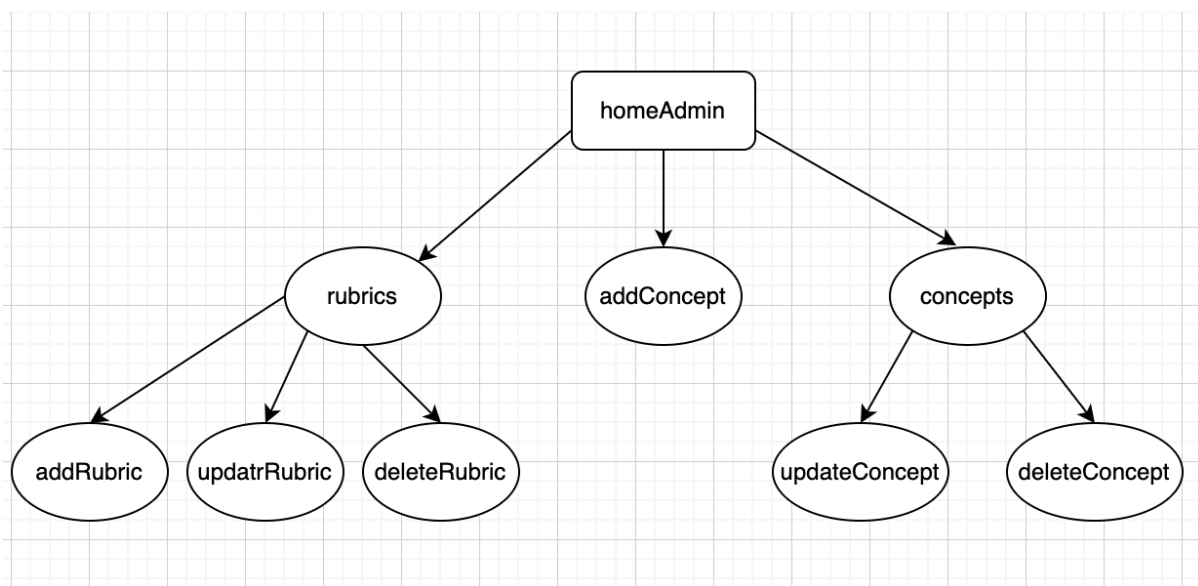 homeAdmin
rubrics
addConcept
concepts
addRubric
updatrRubric
deleteRubric
updateConcept
deleteConcept